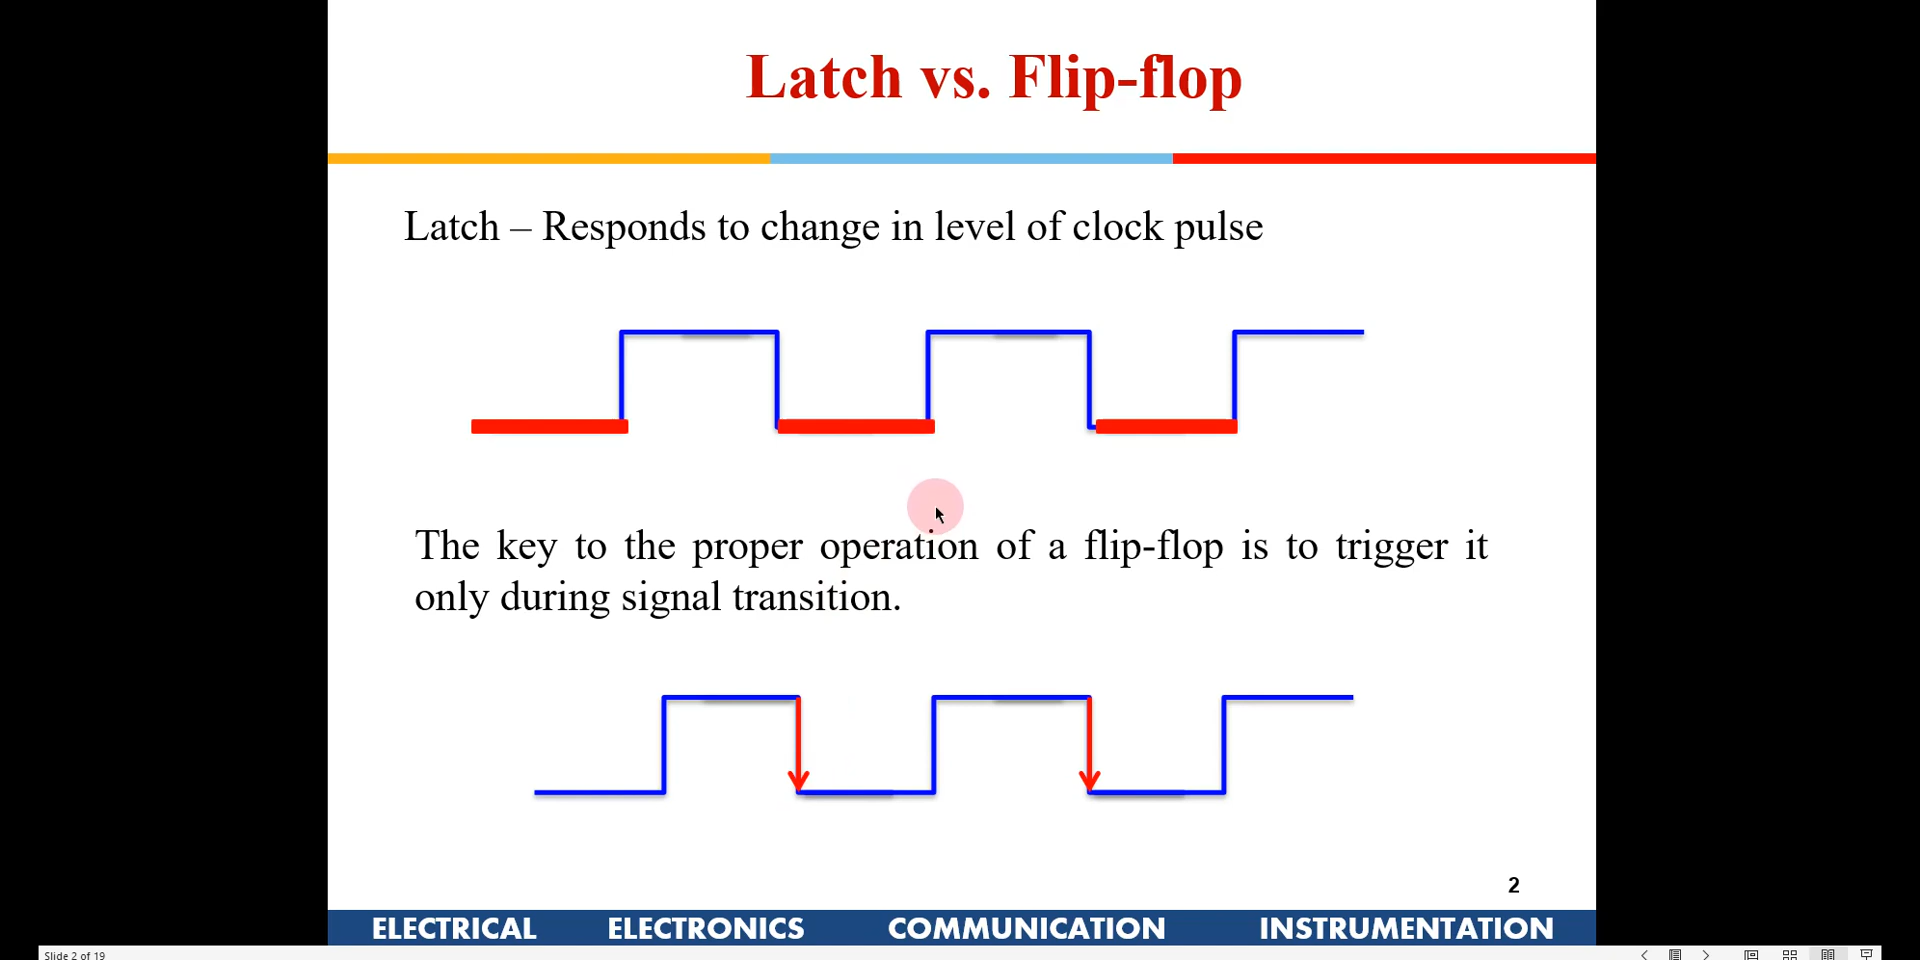 Latch vs. Flip-flop
Latch – Responds to change in level of clock pulse
The key to the proper operation of a flip-flop is to trigger it
only during signal transition.
2
ELECTRICAL ELECTRONICS COMMUNICATION INSTRUMENTATION
Slide 2 of 19